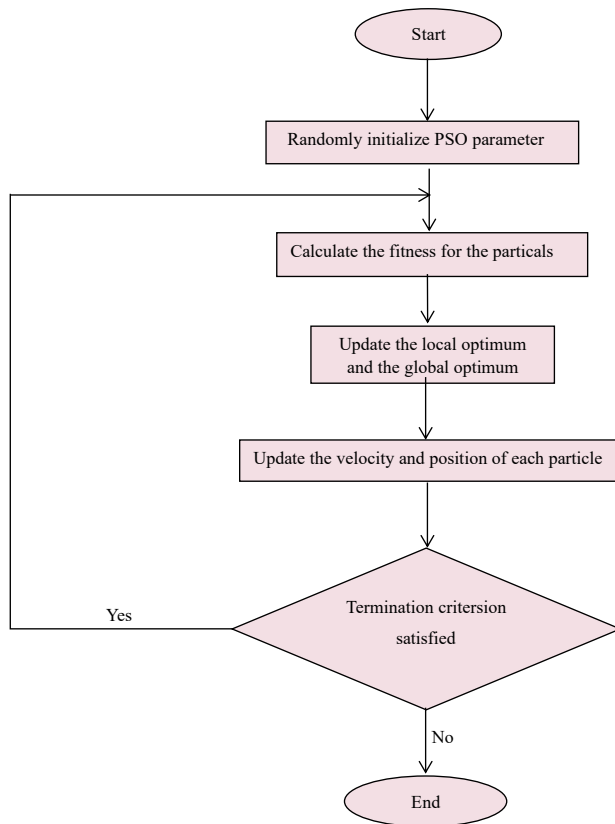 Start
Randomly initialize PSO parameter
Calculate the fitness for the particals
Update the local optimum
and the global optimum
Update the velocity and position of each particle
Termination critersion
satisfied
Yes
No
End